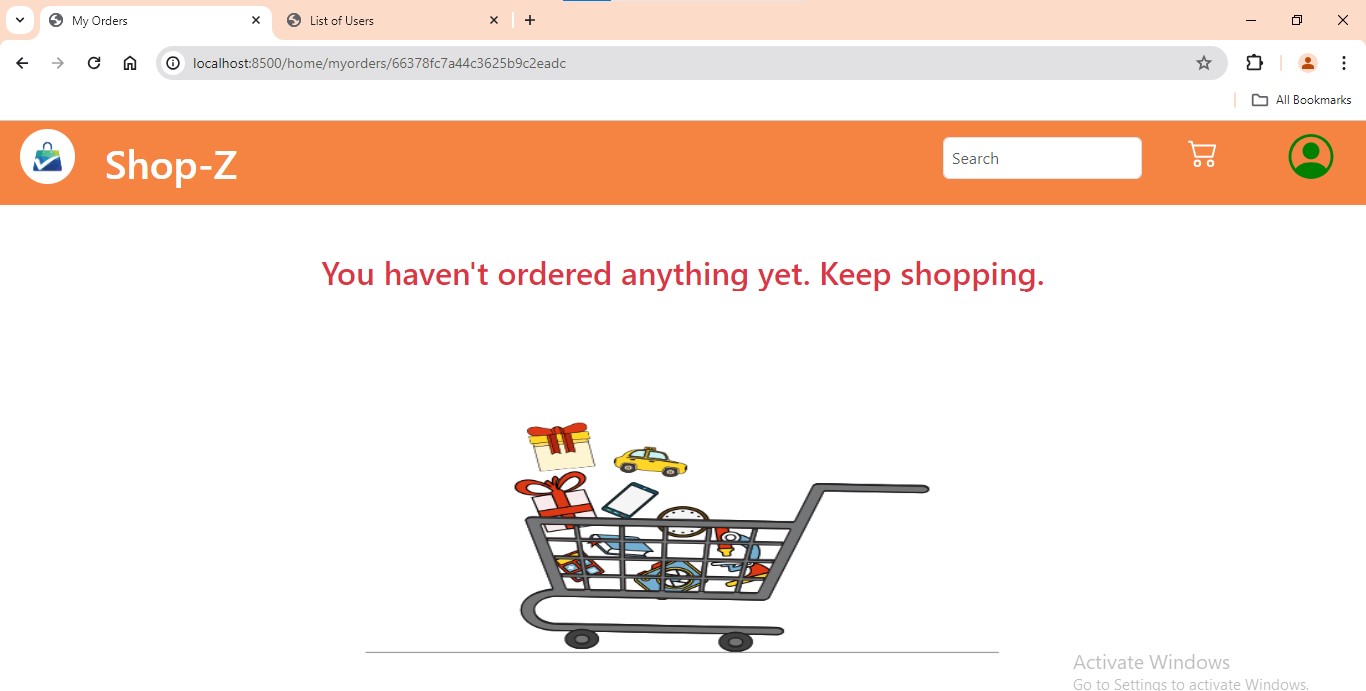 My Orders
List of Users
localhost:8500/home/myorders/66378fc7a44c3625b9c2eadc
All Bookmarks
Shop-Z
Search
You haven't ordered anything yet. Keep shopping.
Activate Windows
Go to Settings to activate Windows.